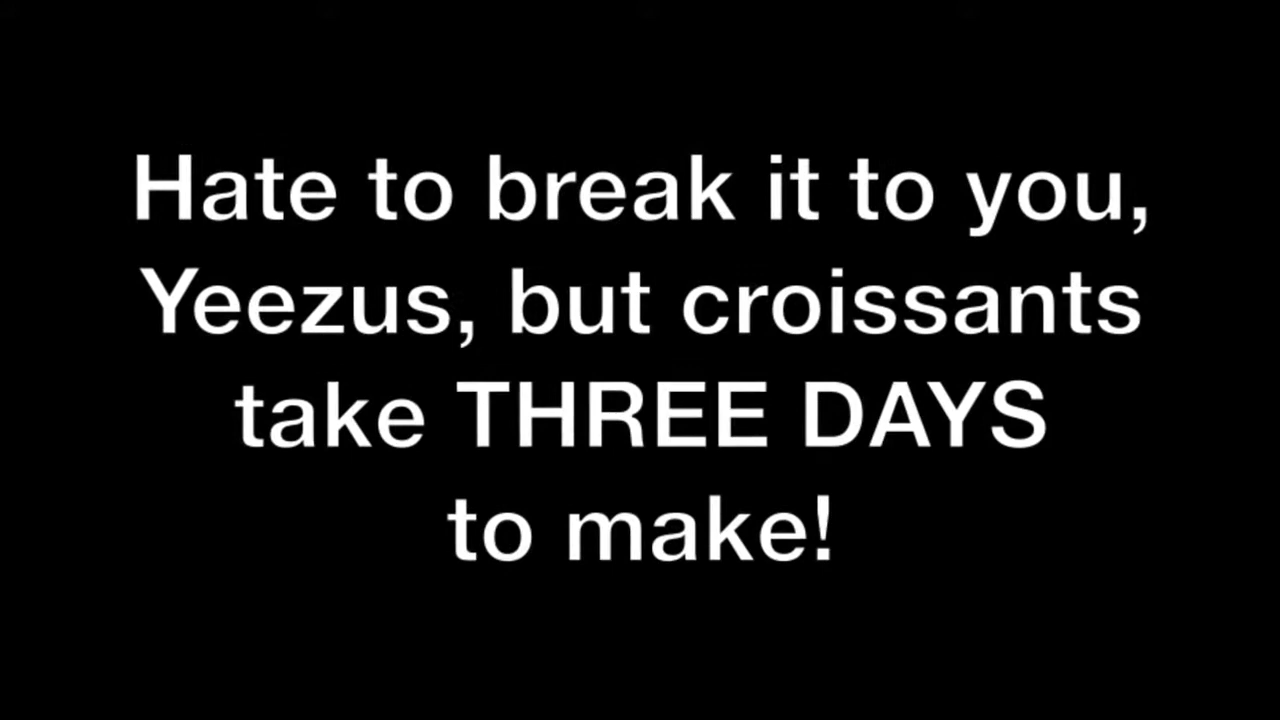 Hate to break it to you,
Yeezus, but croissants
take THREE DAYS
to make!